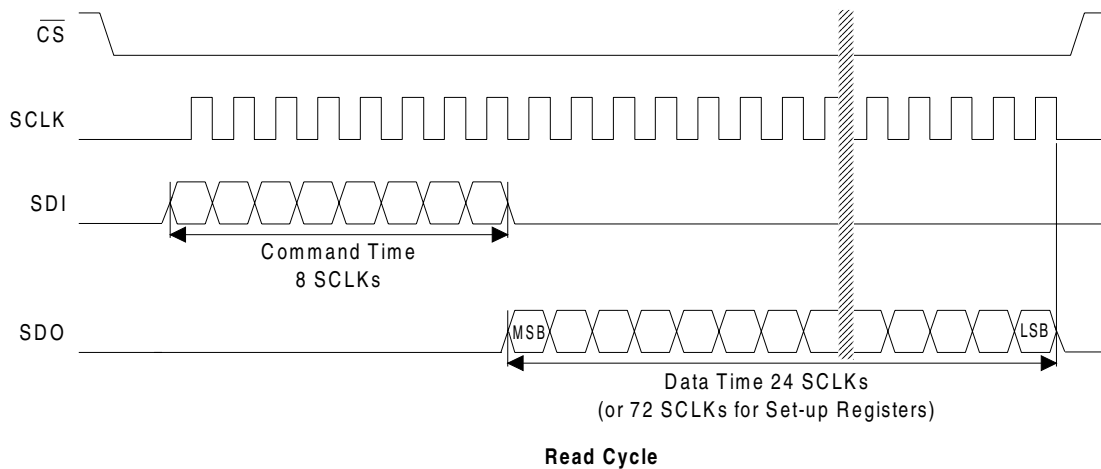 CS
SCLK
SDI
Command Time
8 SCLKs
SDO
MSB
LSB
Data Time 24 SCLKs
(or 72 SCLKs for Set-up Registers)
Read Cycle